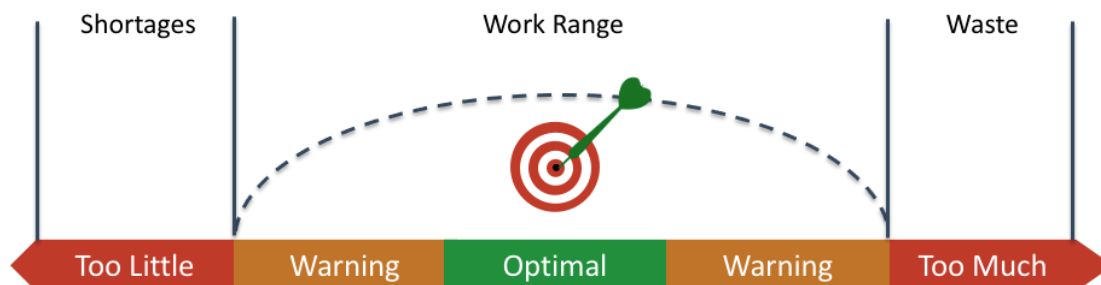 Shortages Work Range Waste
Too Little Warning Optimal Warning Too Much